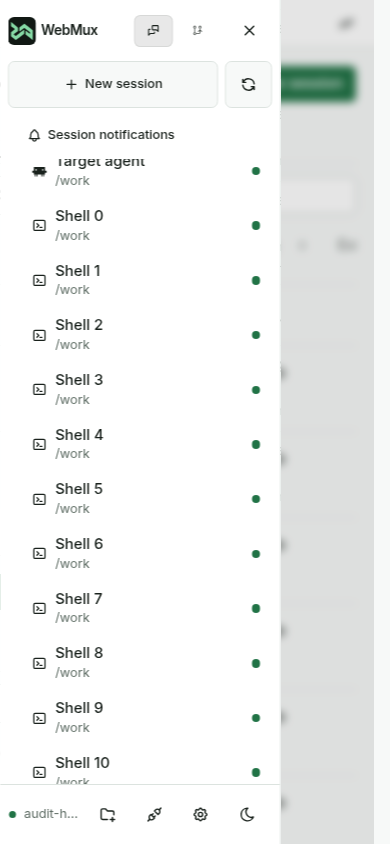 WebMux
New session
Session notifications
Target agent
/work
Shell 0
/work
Shell 1
/work
Shell 2
/work
Shell 3
/work
Shell 4
/work
Shell 5
/work
Shell 6
/work
Shell 7
/work
Shell 8
/work
Shell 9
/work
Shell 10
/work
audit-h...